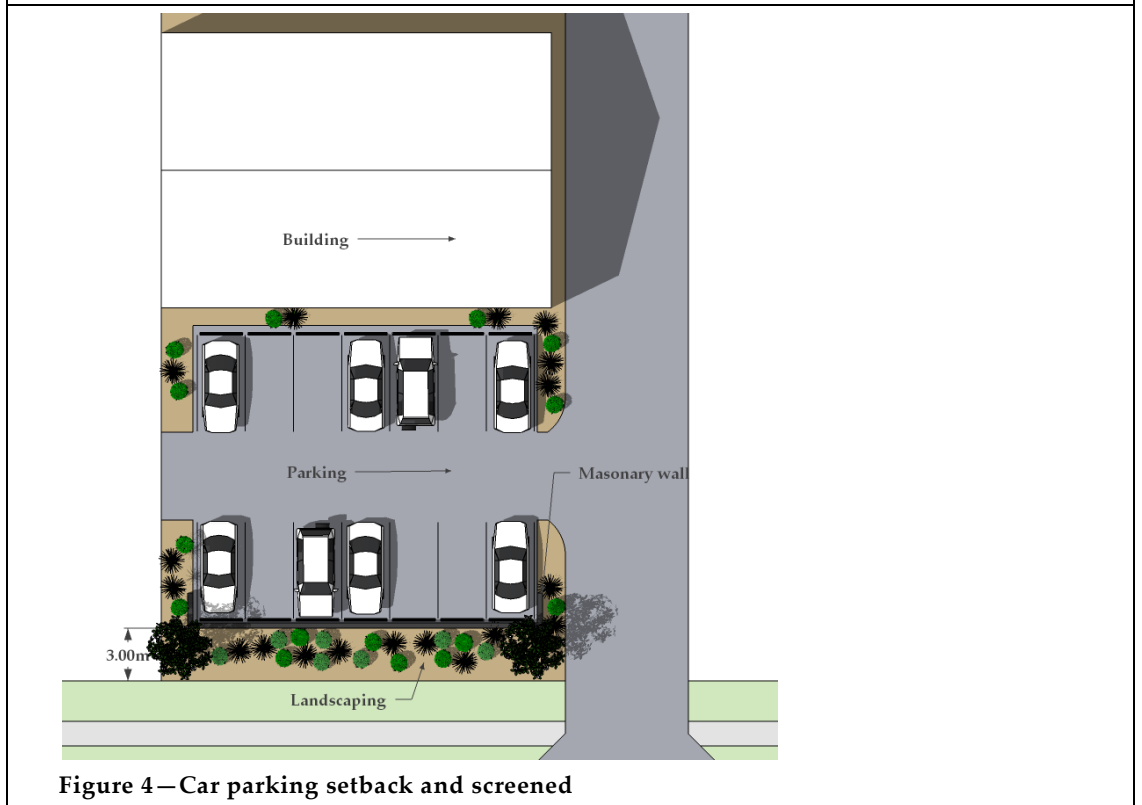 Building
Parking
Masonary wall
3.00m
Landscaping
Figure 4—Car parking setback and screened